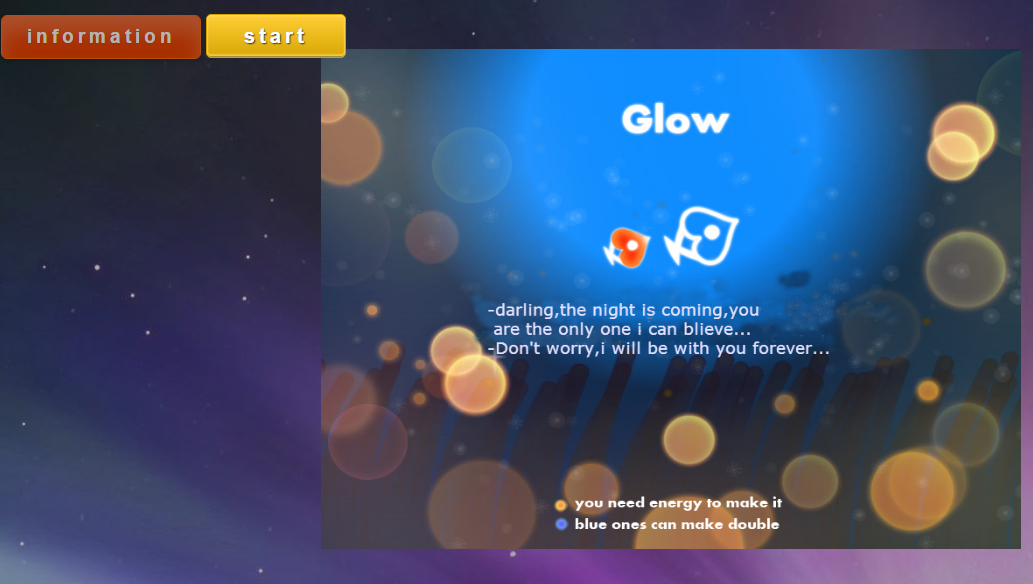 information
start
Glow
-darling,the night is coming,you
are the only one i can blieve...
-Don't worry,i will be with you forever...
you need energy to make it
blue ones can make double